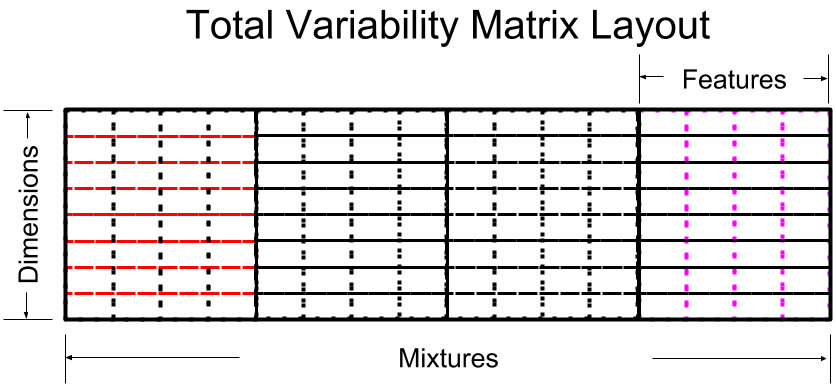 Total Variability Matrix Layout
Features
Dimensions
Mixtures